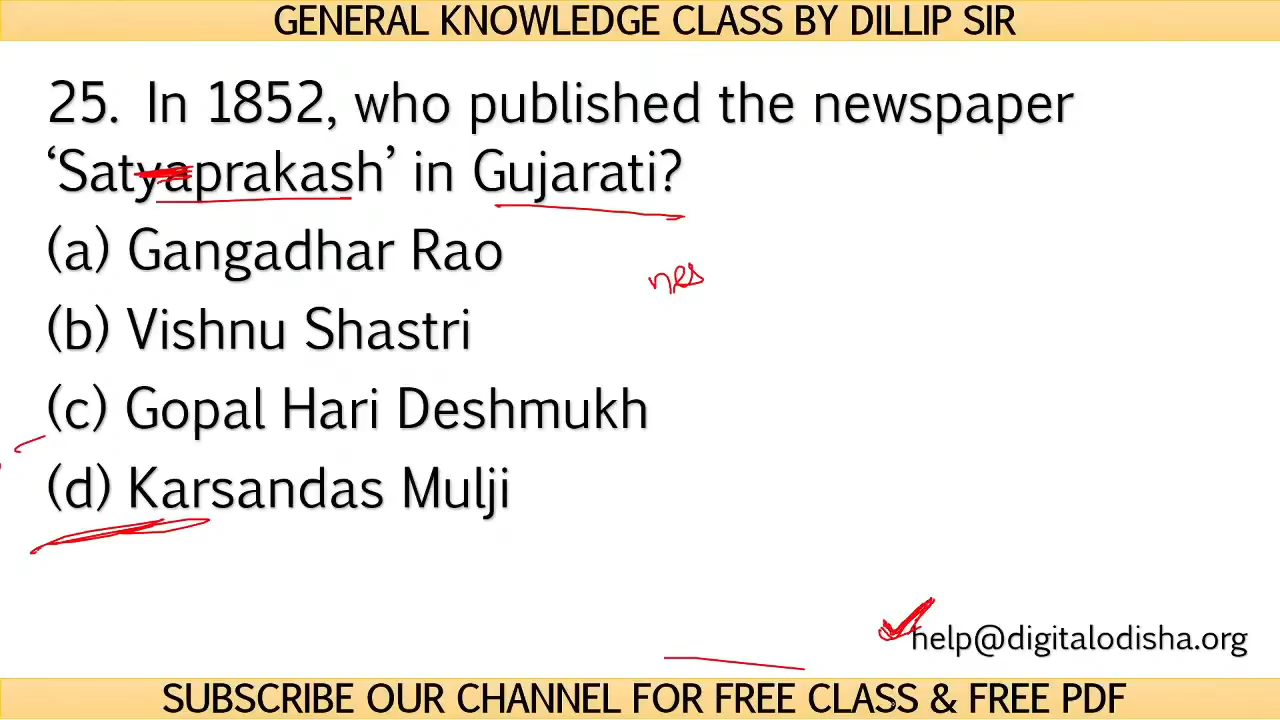 GENERAL KNOWLEDGE CLASS BY DILLIP SIR
25. In 1852, who published the newspaper
‘Satyaprakash’ in Gujarati?
(a) Gangadhar Rao
nes
(b) Vishnu Shastri
(c) Gopal Hari Deshmukh
(d) Karsandas Mulji
help@digitalodisha.org
SUBSCRIBE OUR CHANNEL FOR FREE CLASS & FREE PDF